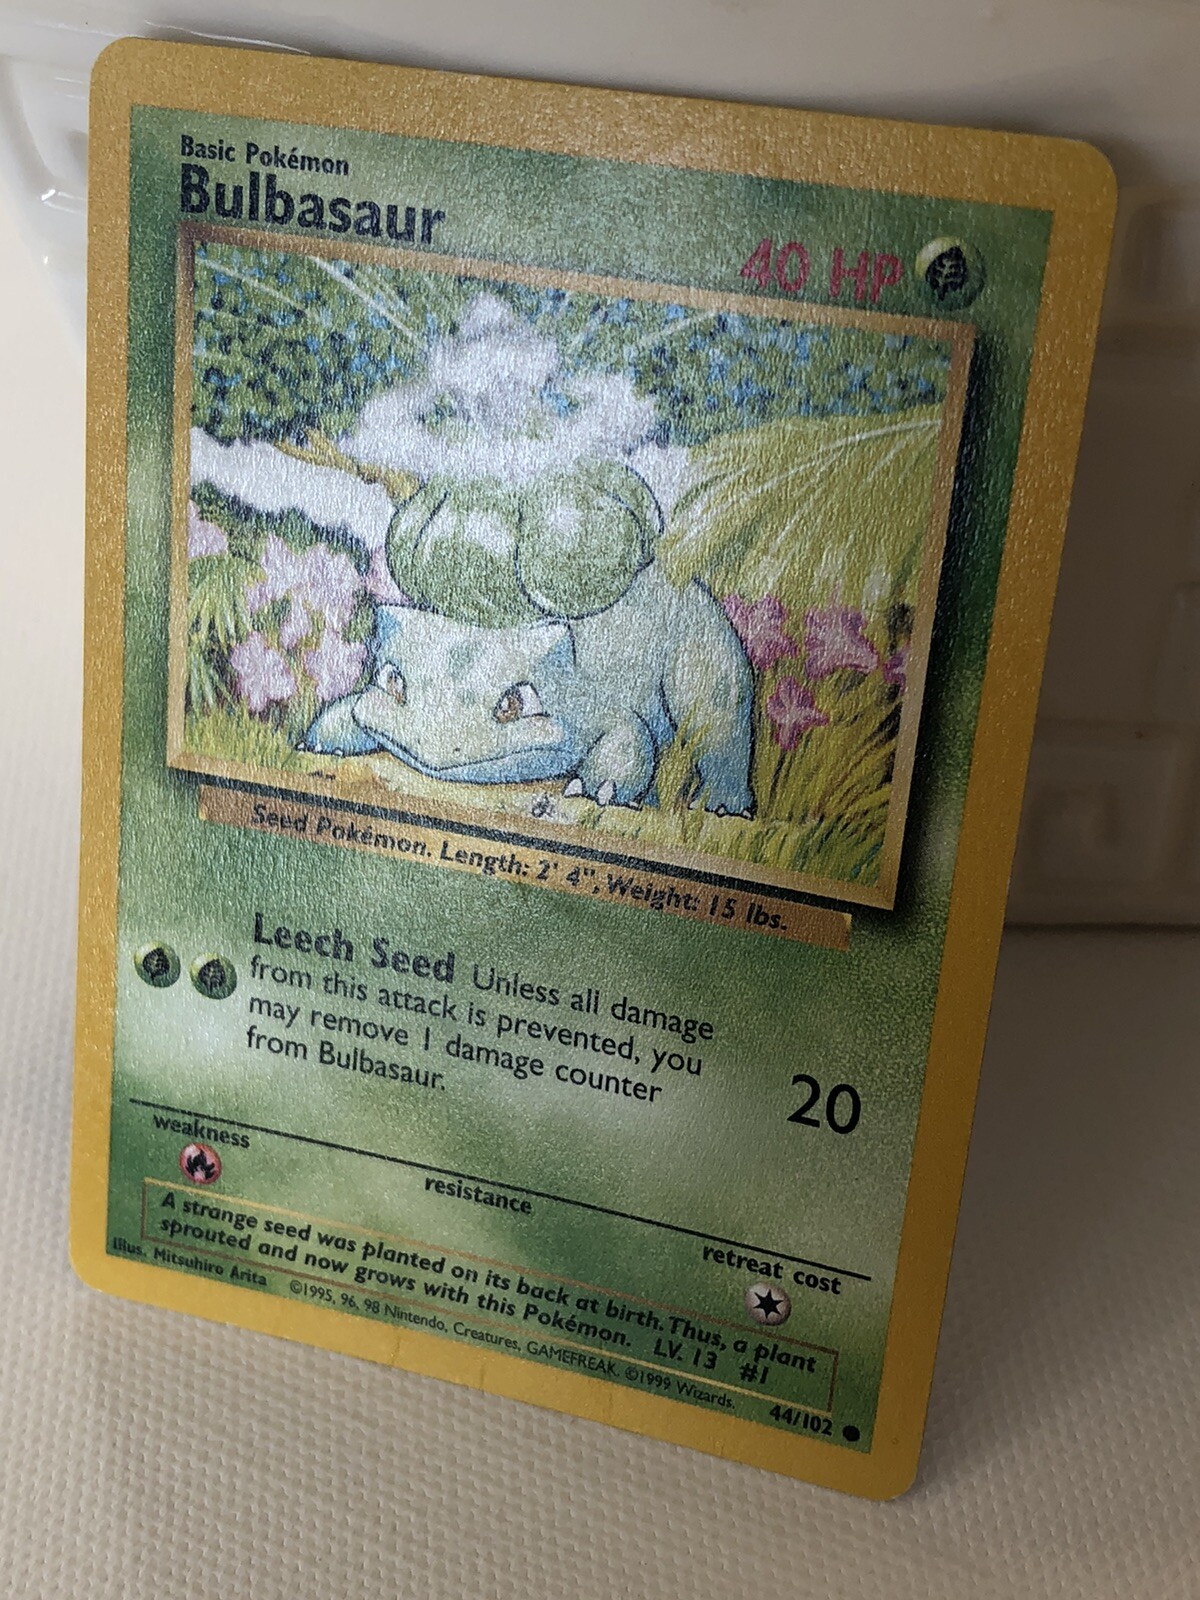 Basic Pokémon
Bulbasaur
40 HP
Seed Pokémon. Length: 2' 4", Weight: 15 lbs.
Leech Seed Unless all damage
from this attack is prevented, you
may remove 1 damage counter
from Bulbasaur.
20
weakness
resistance
retreat cost
A strange seed was planted on its back at birth. Thus, a plant
sprouted and now grows with this Pokémon. LV. 13 #1
Illus. Mitsuhiro Arita ©1995, 96, 98 Nintendo, Creatures, GAMEFREAK. ©1999 Wizards.
44/102